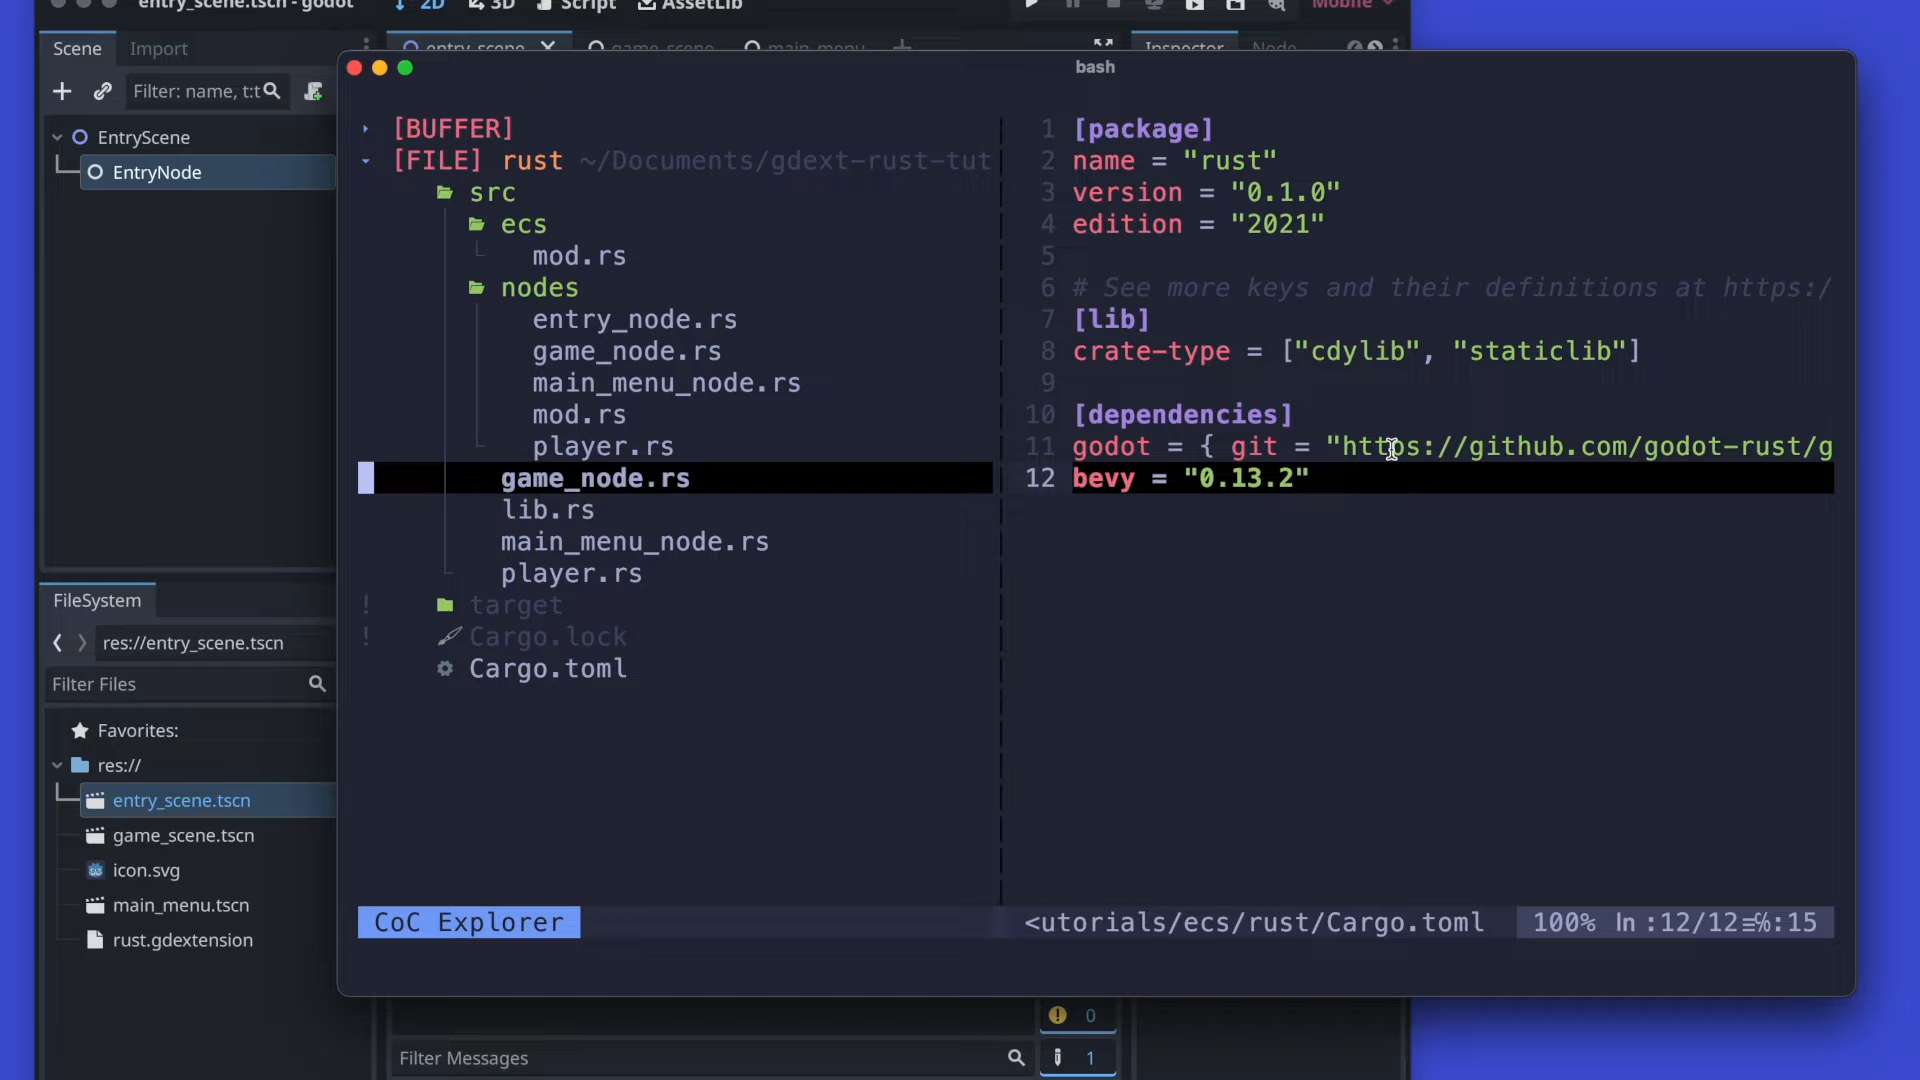 entry_scene.tscn - godot
2D
3D
Script
AssetLib
Mobile
Scene
Import
entry_scene
game_scene
main_menu
Inspector
Node
Filter: name, t:t
EntryScene
EntryNode
bash
[BUFFER]
[FILE] rust ~/Documents/gdext-rust-tut
src
ecs
mod.rs
nodes
entry_node.rs
game_node.rs
main_menu_node.rs
mod.rs
player.rs
game_node.rs
lib.rs
main_menu_node.rs
player.rs
! target
! Cargo.lock
Cargo.toml
1 [package]
2 name = "rust"
3 version = "0.1.0"
4 edition = "2021"
5
6 # See more keys and their definitions at https:/
7 [lib]
8 crate-type = ["cdylib", "staticlib"]
9
10 [dependencies]
11 godot = { git = "https://github.com/godot-rust/g
12 bevy = "0.13.2"
CoC Explorer
<utorials/ecs/rust/Cargo.toml
100% ln :12/12≡℅:15
FileSystem
res://entry_scene.tscn
Filter Files
Favorites:
res://
entry_scene.tscn
game_scene.tscn
icon.svg
main_menu.tscn
rust.gdextension
0
Filter Messages
1